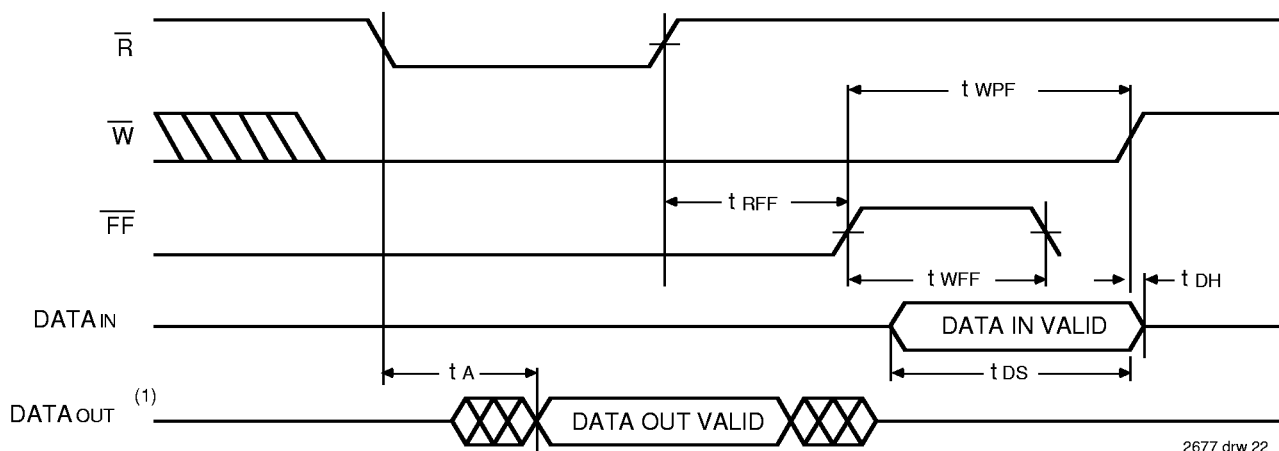 R
t WPF
W
t RFF
FF
t WFF
t DH
DATA IN
DATA IN VALID
t A
t DS
DATA OUT (1)
DATA OUT VALID
2677 drw 22